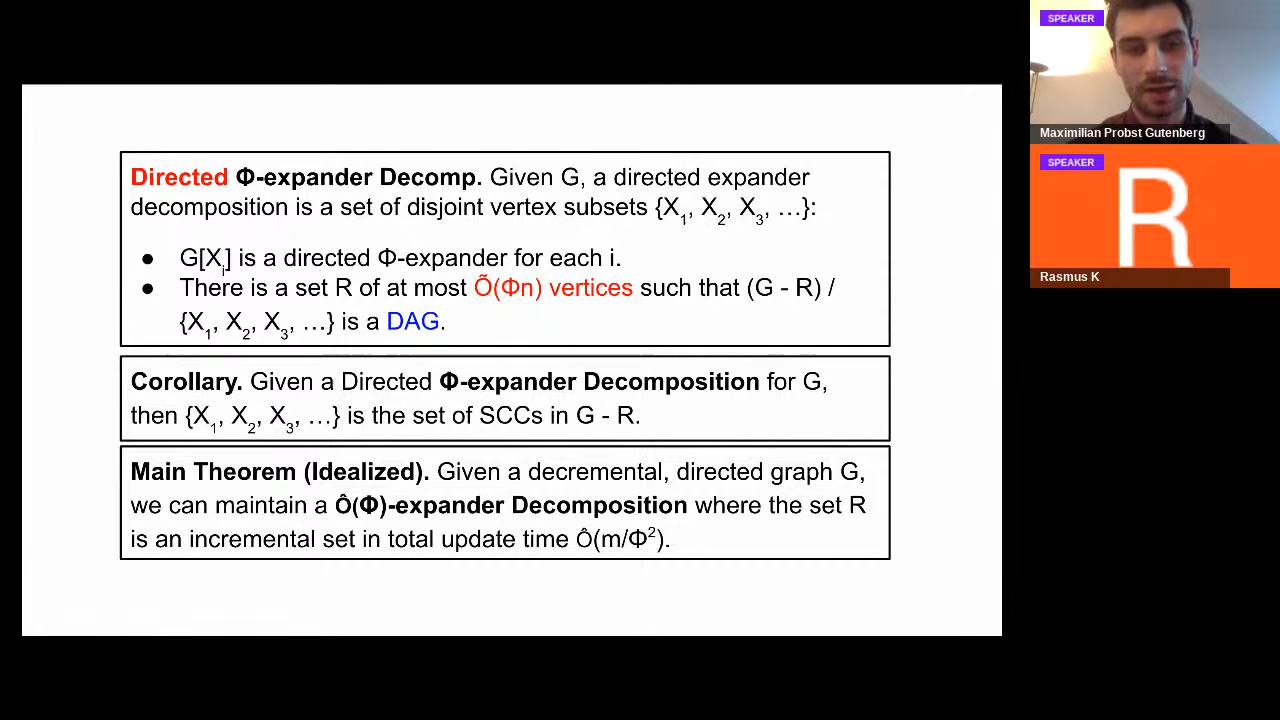 Directed Φ-expander Decomp. Given G, a directed expander
decomposition is a set of disjoint vertex subsets {X₁, X₂, X₃, …}:
● G[Xᵢ] is a directed Φ-expander for each i.
● There is a set R of at most Õ(Φn) vertices such that (G - R) /
{X₁, X₂, X₃, …} is a DAG.
Corollary. Given a Directed Φ-expander Decomposition for G,
then {X₁, X₂, X₃, …} is the set of SCCs in G - R.
Main Theorem (Idealized). Given a decremental, directed graph G,
we can maintain a Ô(Φ)-expander Decomposition where the set R
is an incremental set in total update time Ô(m/Φ²).
SPEAKER
Maximilian Probst Gutenberg
SPEAKER
R
Rasmus K